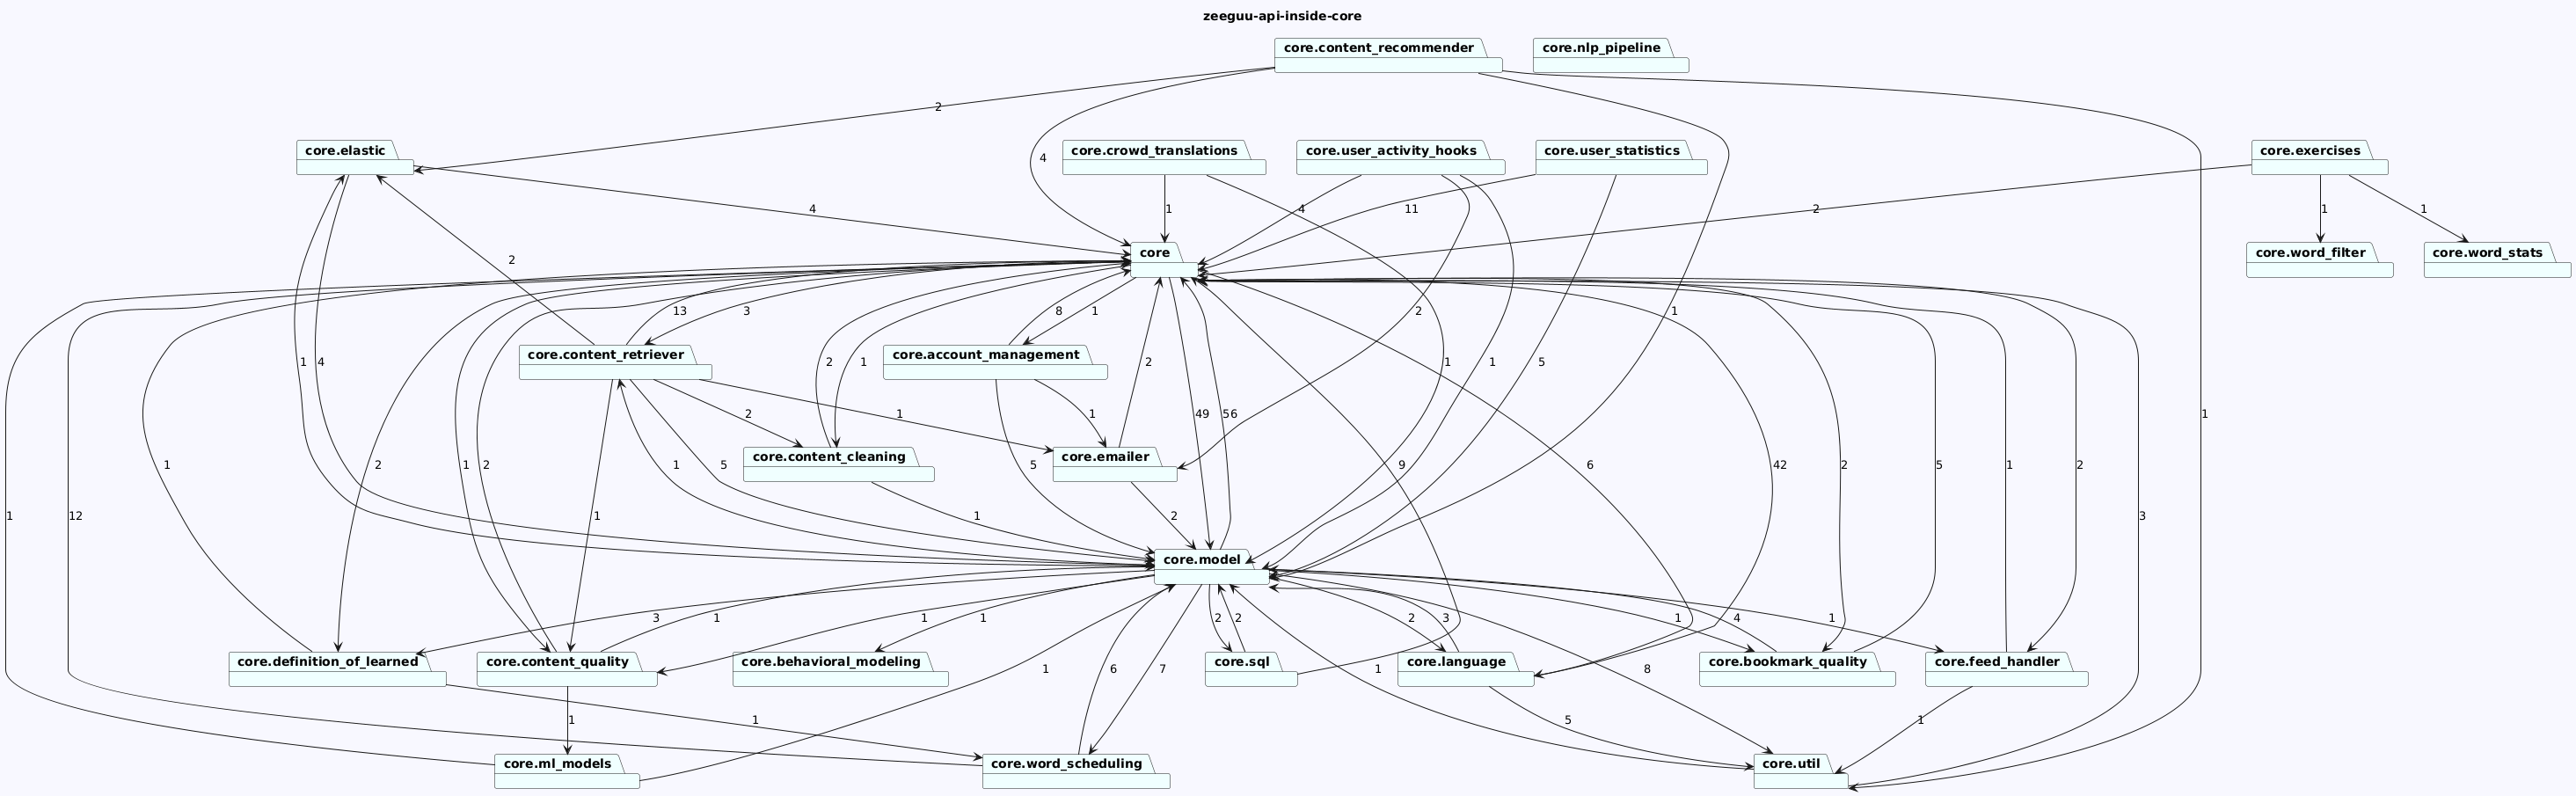 zeeguu-api-inside-core
core.content_recommender
core.nlp_pipeline
2
core.elastic
4
core.crowd_translations
core.user_activity_hooks
core.user_statistics
core.exercises
4
1
4
11
2
1
1
core
core.word_filter
core.word_stats
2
13
3
8
1
2
1
1
core.content_retriever
1
4
2
1
2
core.account_management
1
1
5
2
1
1
49
56
core.content_cleaning
core.emailer
1
2
1
2
1
5
5
9
6
42
2
5
1
2
1
12
1
1
2
3
core.model
3
1
1
1
2
2
2
3
1
4
1
core.definition_of_learned
core.content_quality
core.behavioral_modeling
core.sql
core.language
core.bookmark_quality
core.feed_handler
1
6
7
1
8
1
1
5
1
core.ml_models
core.word_scheduling
core.util